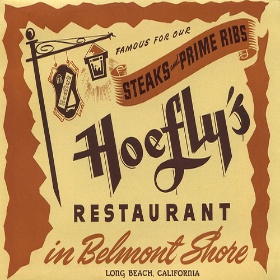 FAMOUS FOR OUR
STEAKS and PRIME RIBS
Hoefly's
RESTAURANT
in Belmont Shore
LONG BEACH, CALIFORNIA